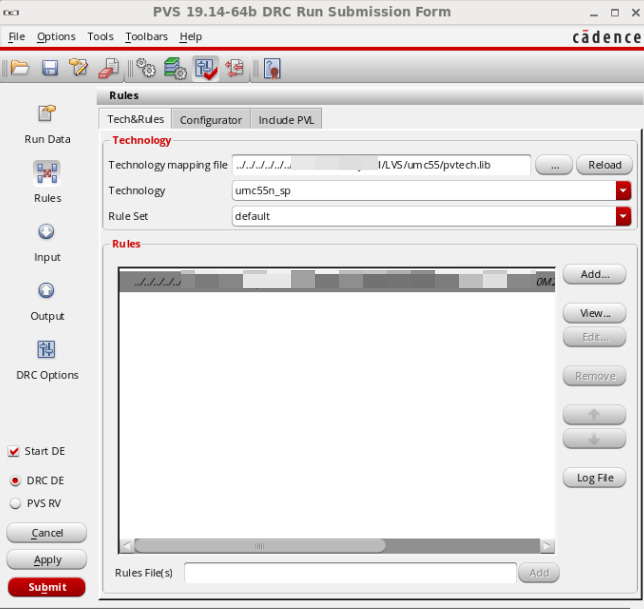 PVS 19.14-64b DRC Run Submission Form
File Options Tools Toolbars Help
cādence
Rules
Run Data
Rules
Input
Output
DRC Options
Tech&Rules Configurator Include PVL
Technology
Technology mapping file ../../../../../. l/LVS/umc55/pvtech.lib ... Reload
Technology umc55n_sp
Rule Set default
Rules
../../../../../ 0M2
Add...
View...
Edit...
Remove
Log File
Rules File(s) Add
Start DE
DRC DE
PVS RV
Cancel
Apply
Submit